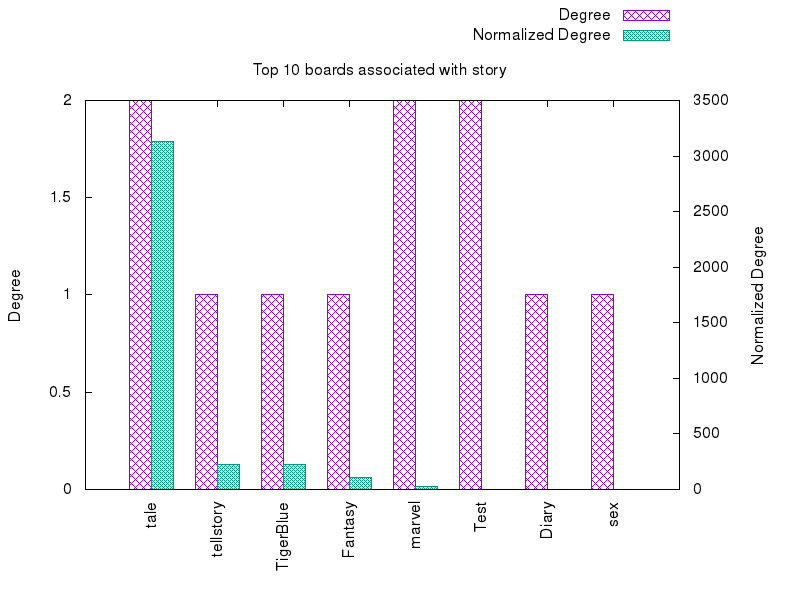 Degree
Normalized Degree
Top 10 boards associated with story
2
1.5
1
0.5
0
3500
3000
2500
2000
1500
1000
500
0
Degree
Normalized Degree
tale
tellstory
TigerBlue
Fantasy
marvel
Test
Diary
sex